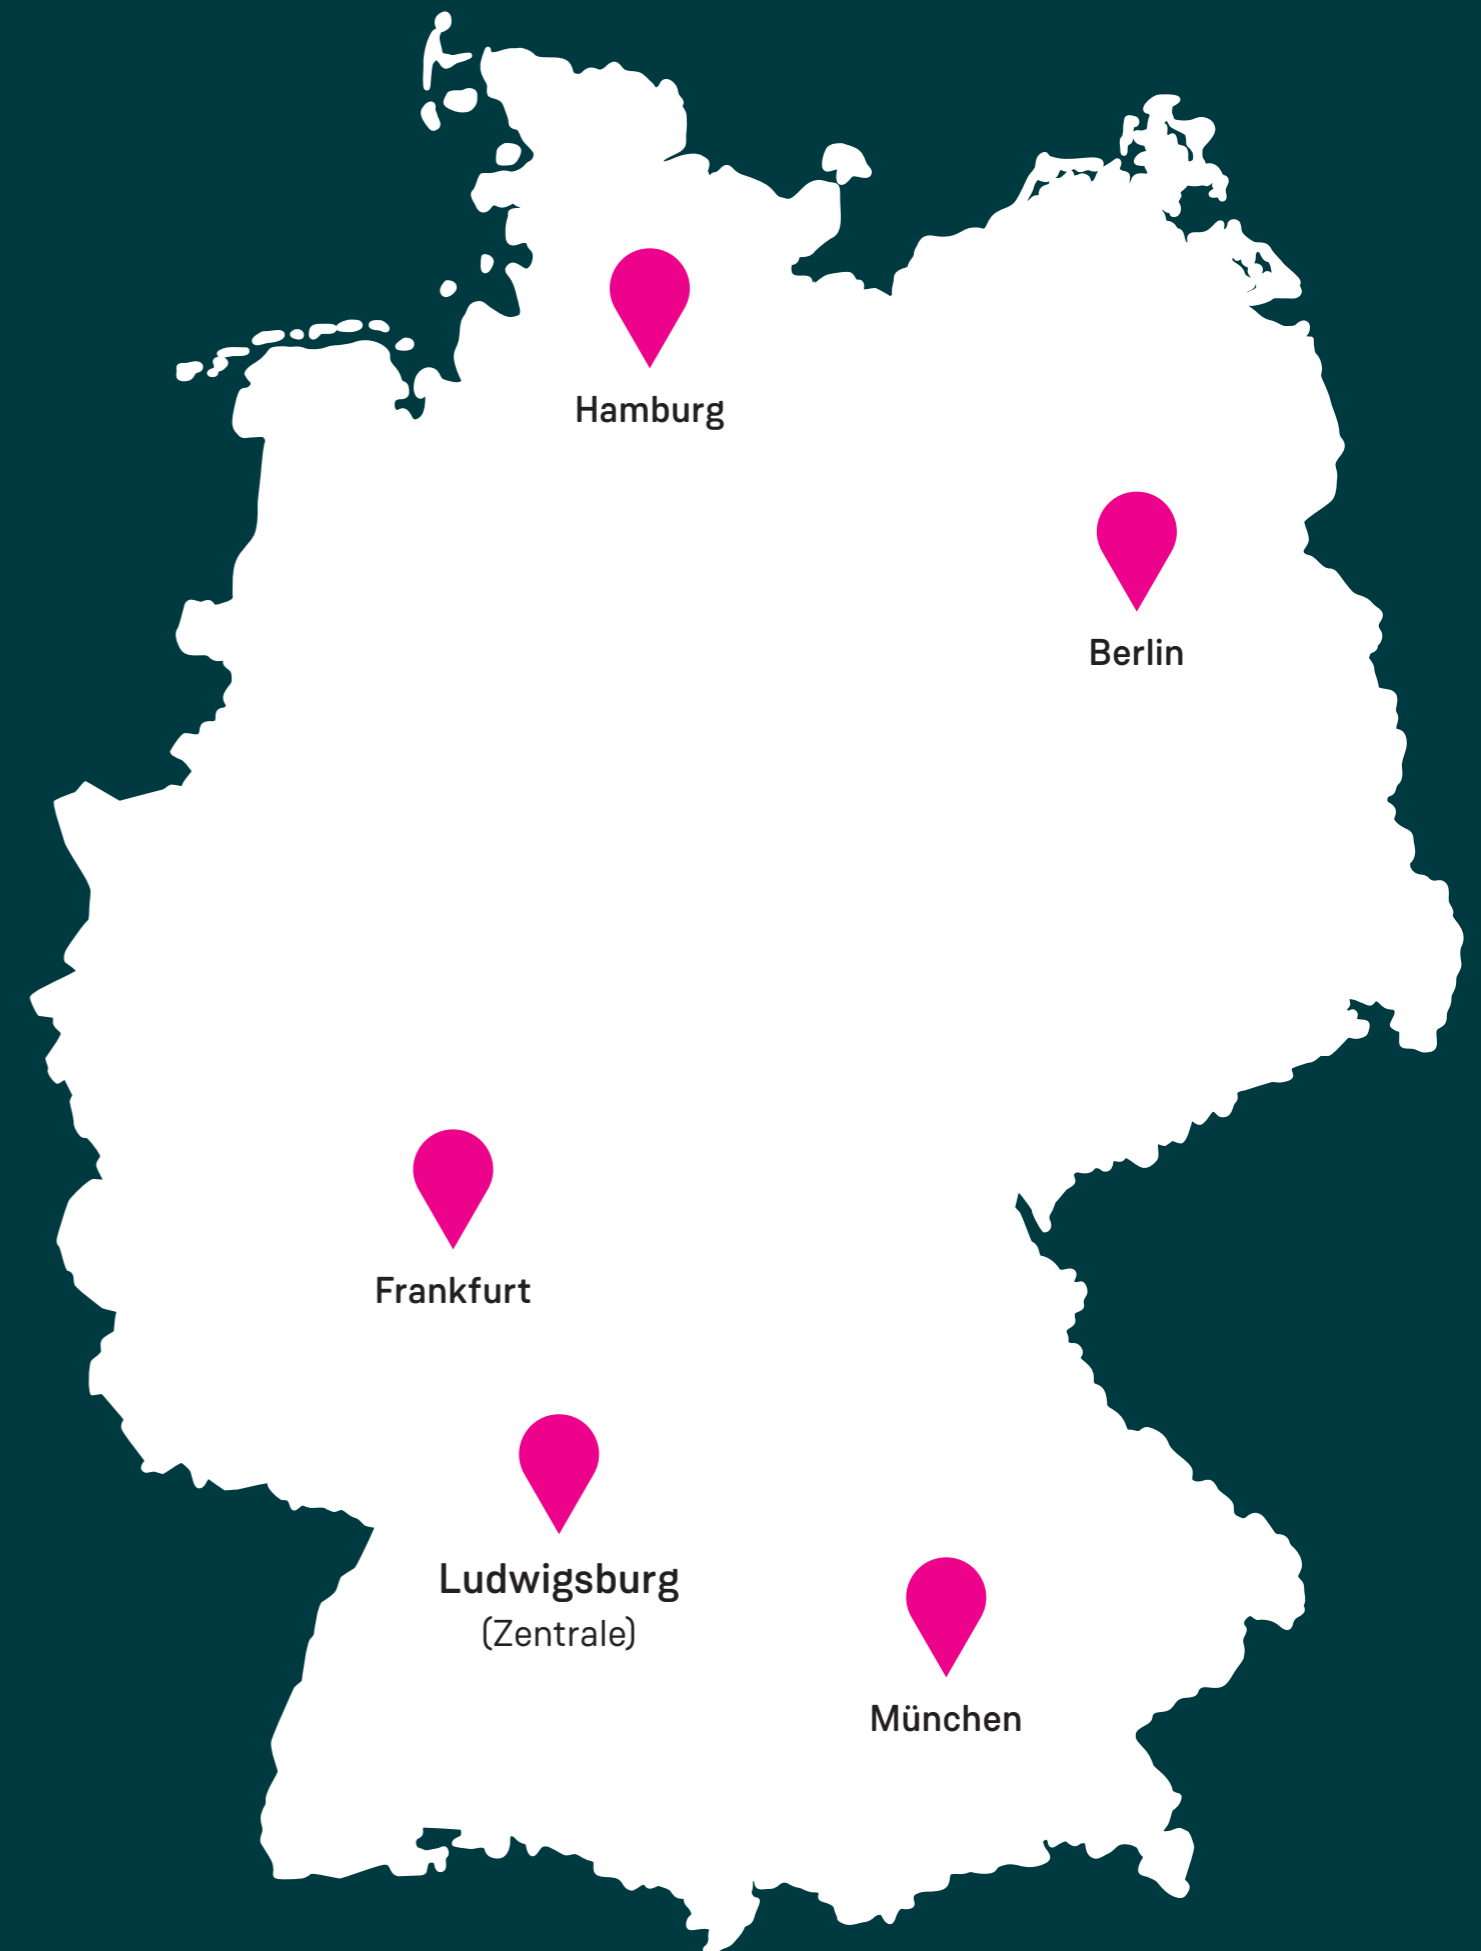 Hamburg
Berlin
Frankfurt
Ludwigsburg
(Zentrale)
München